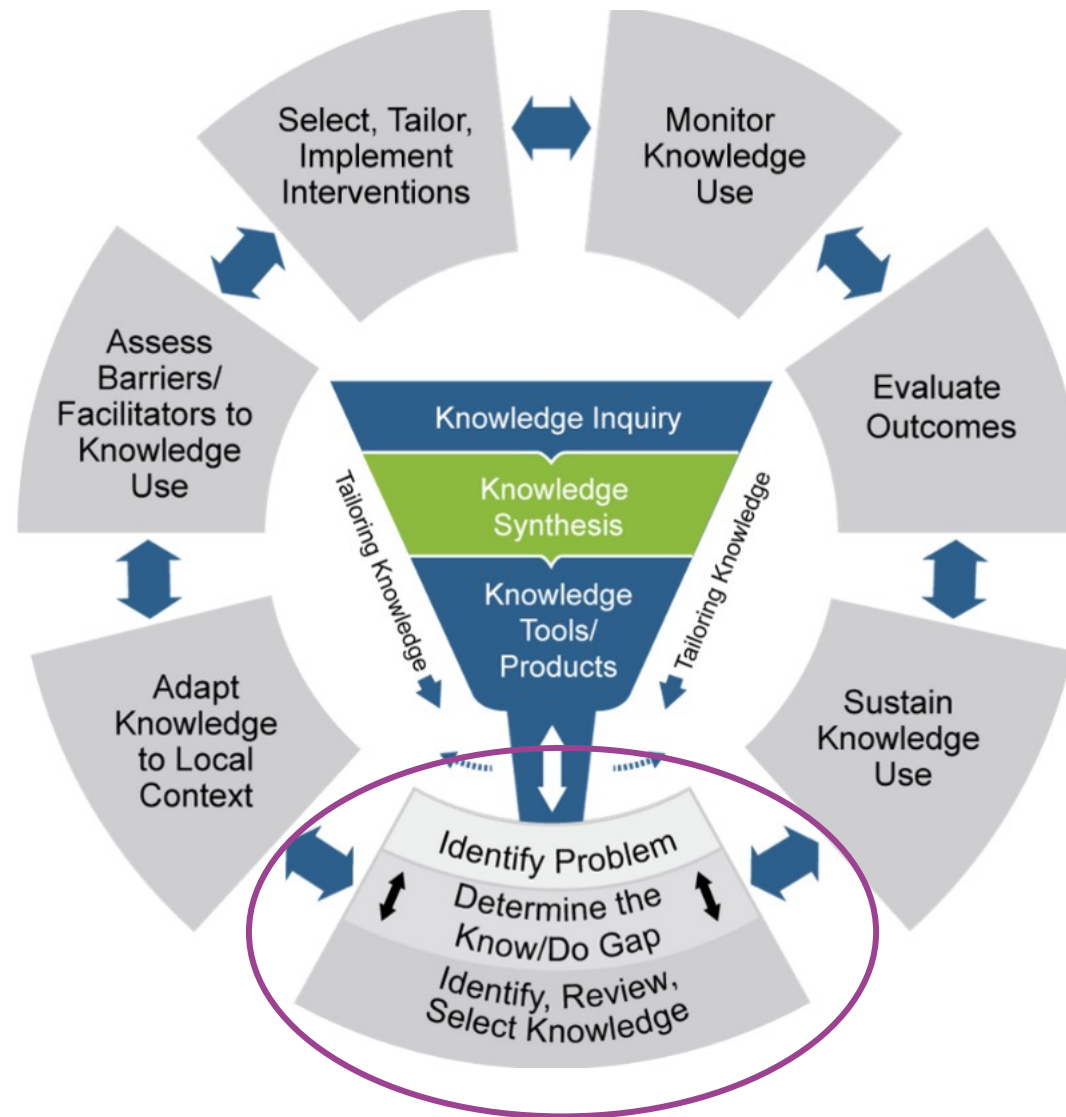 Select, Tailor,
Implement
Interventions
Monitor
Knowledge
Use
Assess
Barriers/
Facilitators to
Knowledge
Use
Evaluate
Outcomes
Knowledge Inquiry
Knowledge
Synthesis
Knowledge
Tools/
Products
Tailoring Knowledge
Tailoring Knowledge
Adapt
Knowledge
to Local
Context
Sustain
Knowledge
Use
Identify Problem
Determine the
Know/Do Gap
Identify, Review,
Select Knowledge